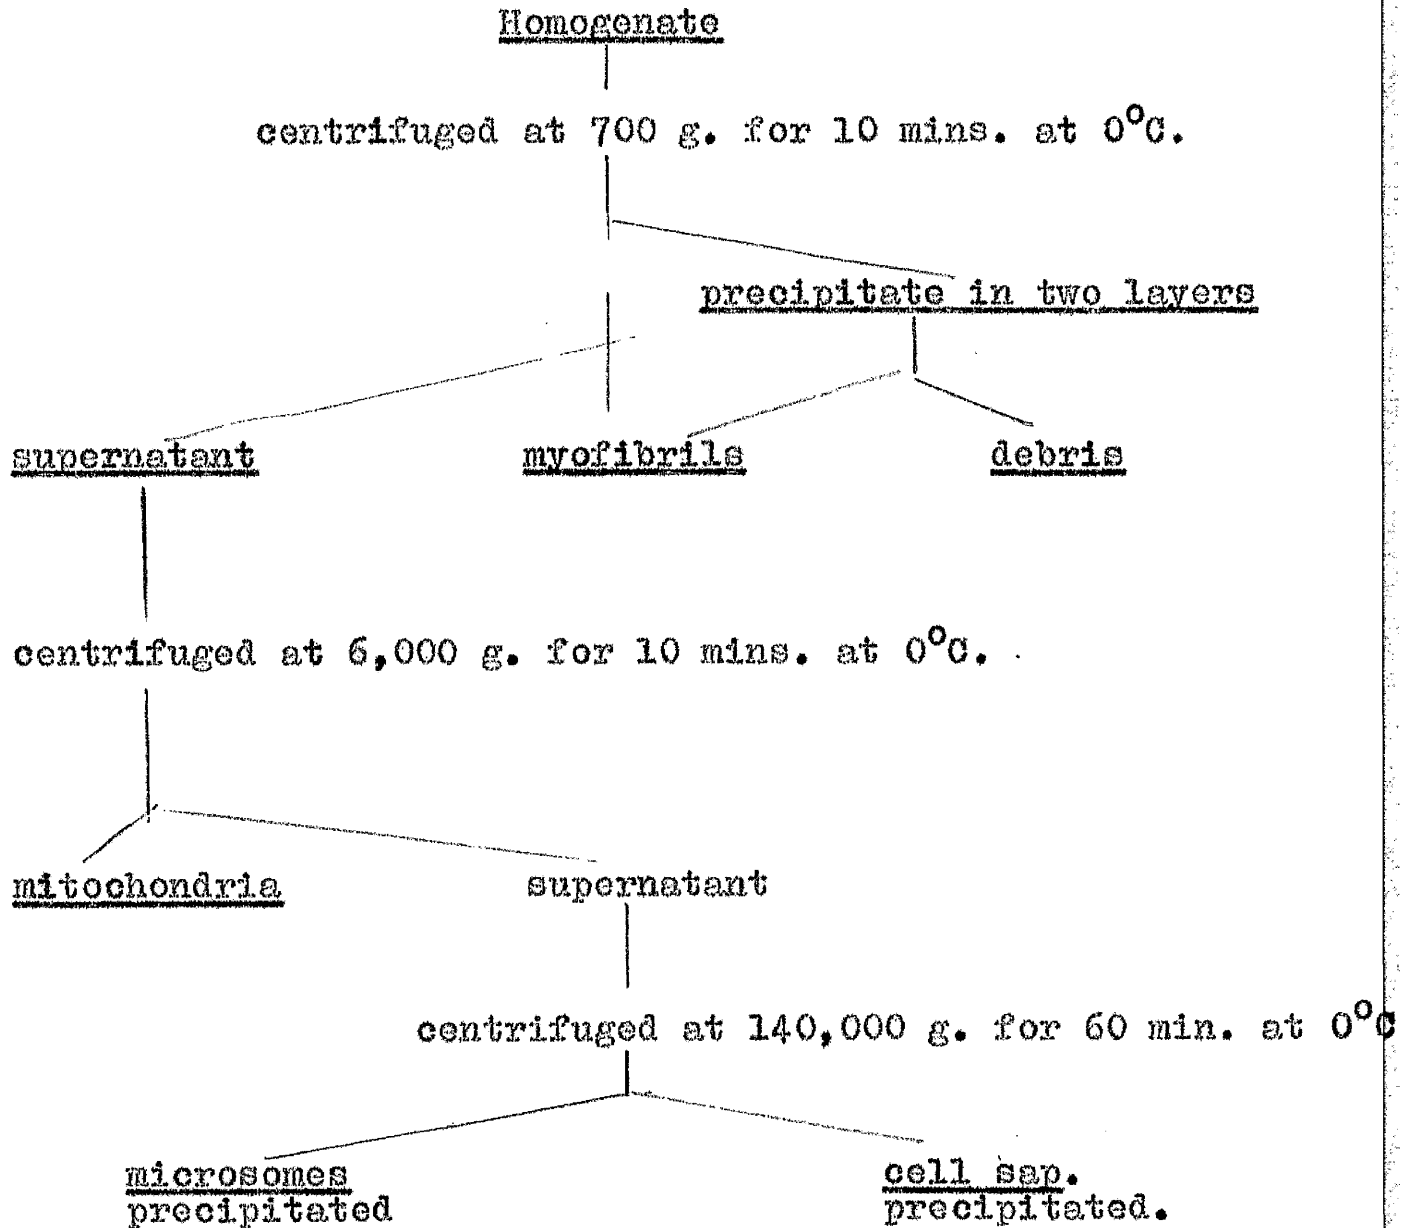 Homogenate
centrifuged at 700 g. for 10 mins. at 0°C.
precipitate in two layers
supernatant myofibrils debris
centrifuged at 6,000 g. for 10 mins. at 0°C.
mitochondria supernatant
centrifuged at 140,000 g. for 60 min. at 0°C
microsomes cell sap.
precipitated precipitated.